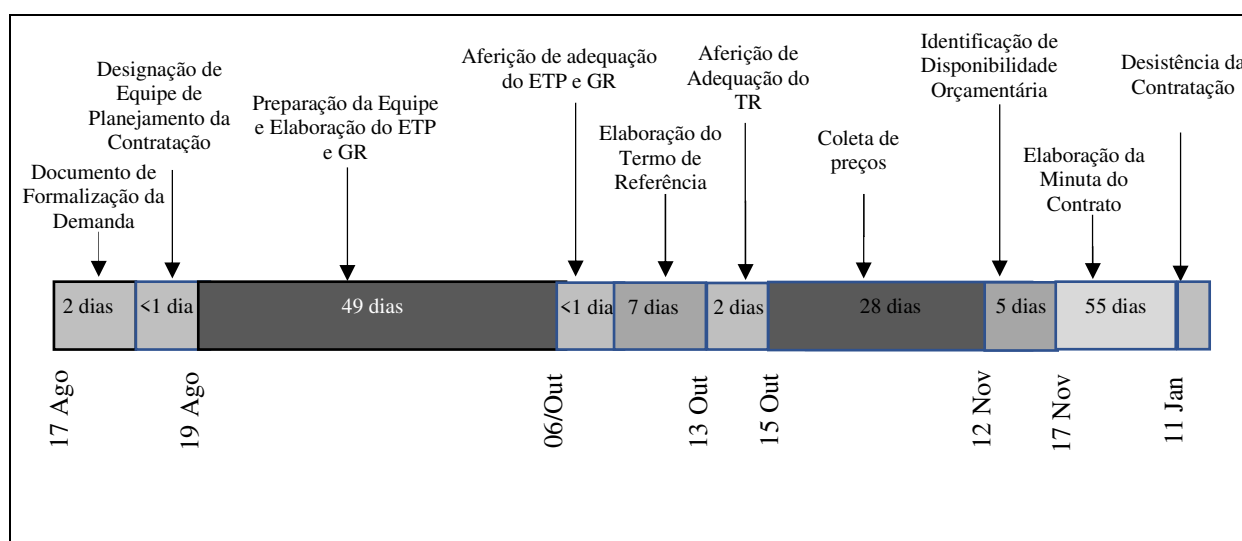 Designação de
Equipe de
Planejamento da
Contratação
Documento de
Formalização da
Demanda
Preparação da Equipe
e Elaboração do ETP
e GR
Aferição de adequação
do ETP e GR
Elaboração do
Termo de
Referência
Aferição de
Adequação do
TR
Coleta de
preços
Identificação de
Disponibilidade
Orçamentária
Elaboração da
Minuta do
Contrato
Desistência da
Contratação
2 dias
<1 dia
49 dias
<1 dia
7 dias
2 dias
28 dias
5 dias
55 dias
17 Ago
19 Ago
06/Out
13 Out
15 Out
12 Nov
17 Nov
11 Jan